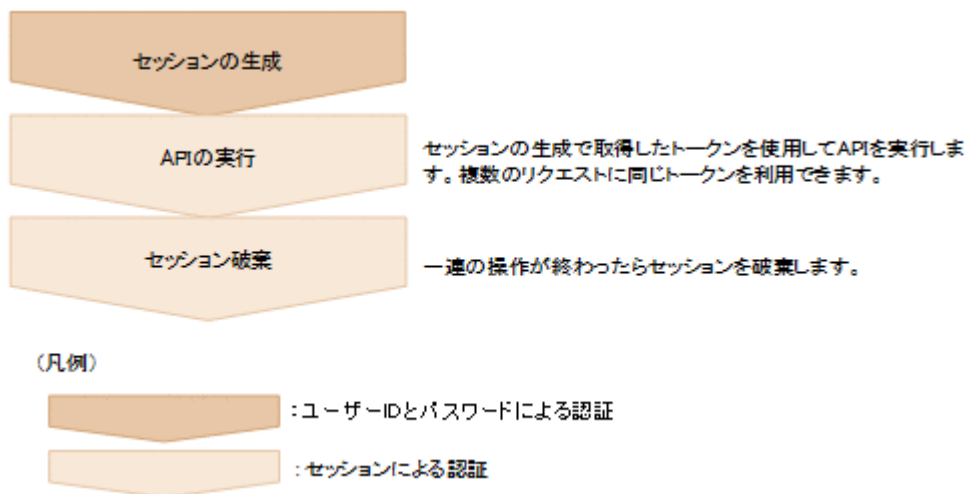 セッションの生成
APIの実行
セッションの生成で取得したトークンを使用してAPIを実行しま
す。複数のリクエストに同じトークンを利用できます。
セッション破棄
一連の操作が終わったらセッションを破棄します。
(凡例)
：ユーザーIDとパスワードによる認証
：セッションによる認証